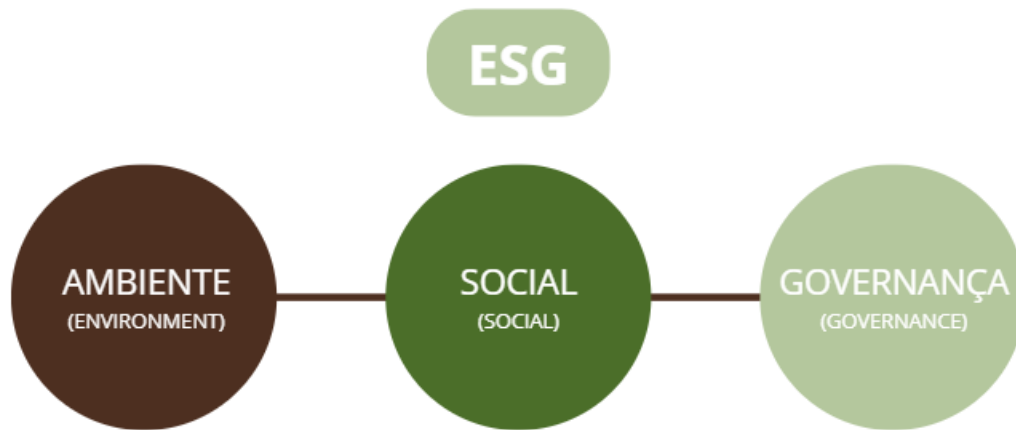 ESG
AMBIENTE
(ENVIRONMENT)
SOCIAL
(SOCIAL)
GOVERNANÇA
(GOVERNANCE)